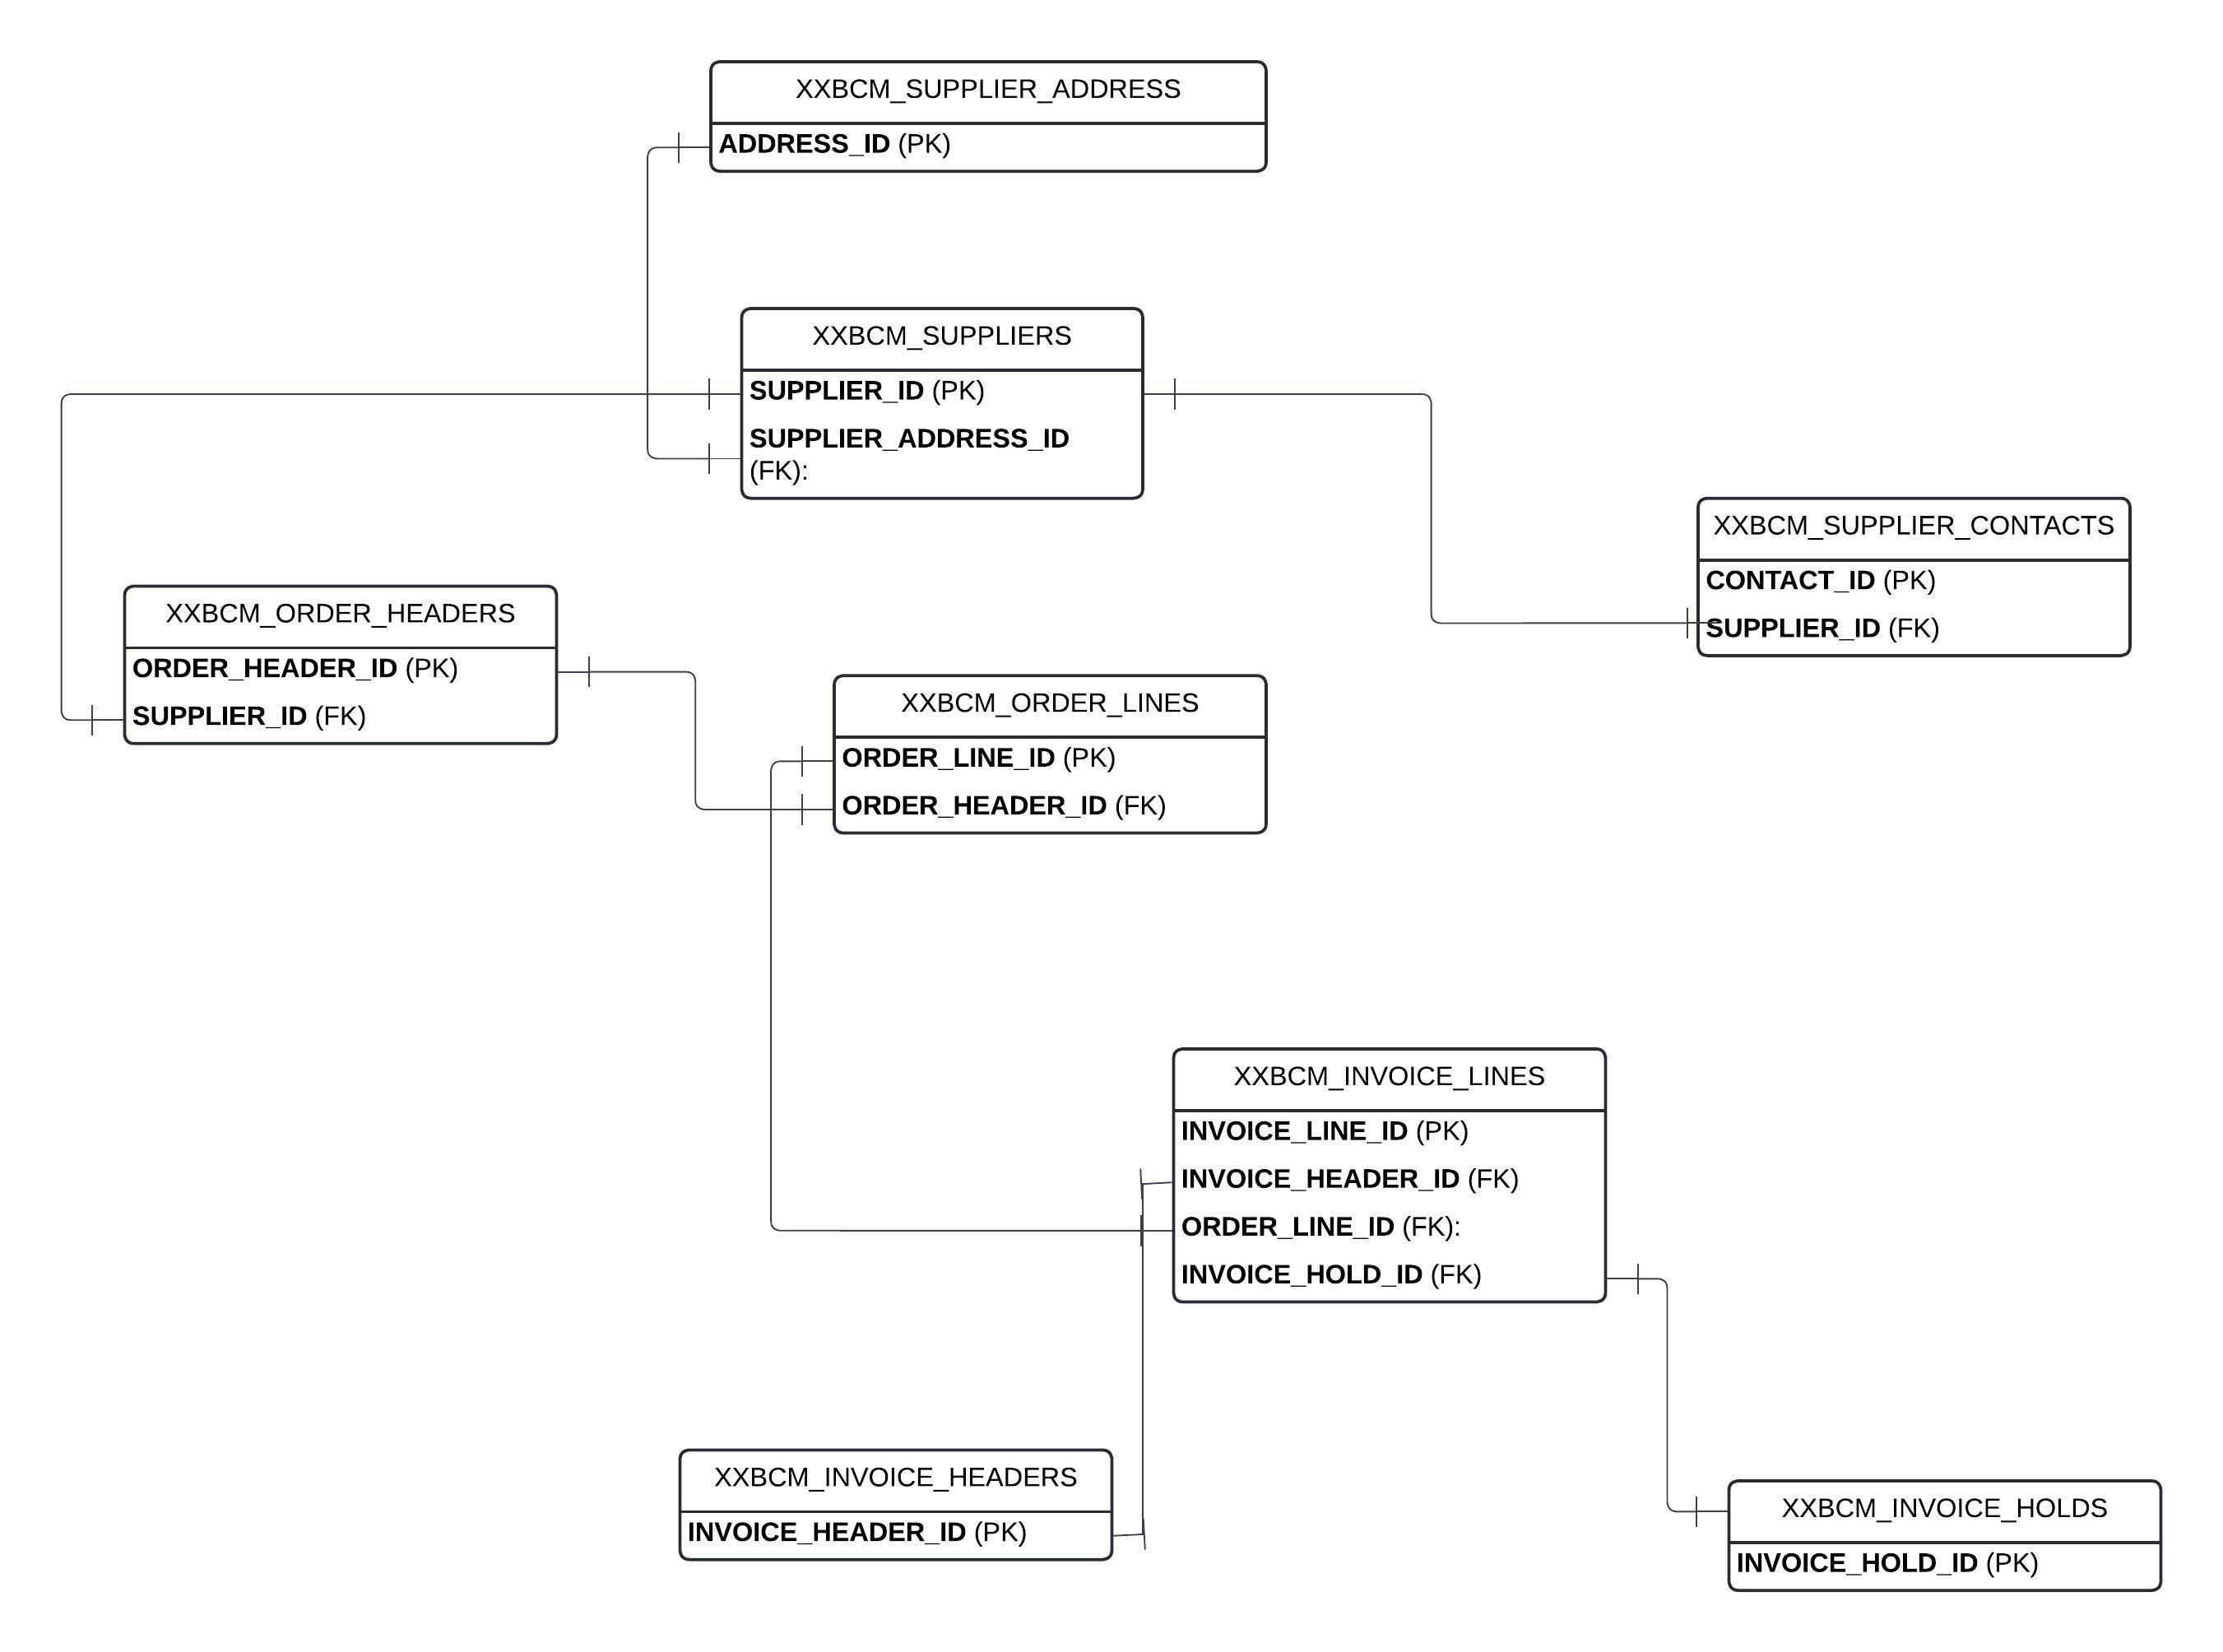 XXBCM_SUPPLIER_ADDRESS
ADDRESS_ID (PK)
XXBCM_SUPPLIERS
SUPPLIER_ID (PK)
SUPPLIER_ADDRESS_ID
(FK):
XXBCM_SUPPLIER_CONTACTS
CONTACT_ID (PK)
SUPPLIER_ID (FK)
XXBCM_ORDER_HEADERS
ORDER_HEADER_ID (PK)
SUPPLIER_ID (FK)
XXBCM_ORDER_LINES
ORDER_LINE_ID (PK)
ORDER_HEADER_ID (FK)
XXBCM_INVOICE_LINES
INVOICE_LINE_ID (PK)
INVOICE_HEADER_ID (FK)
ORDER_LINE_ID (FK):
INVOICE_HOLD_ID (FK)
XXBCM_INVOICE_HEADERS
INVOICE_HEADER_ID (PK)
XXBCM_INVOICE_HOLDS
INVOICE_HOLD_ID (PK)